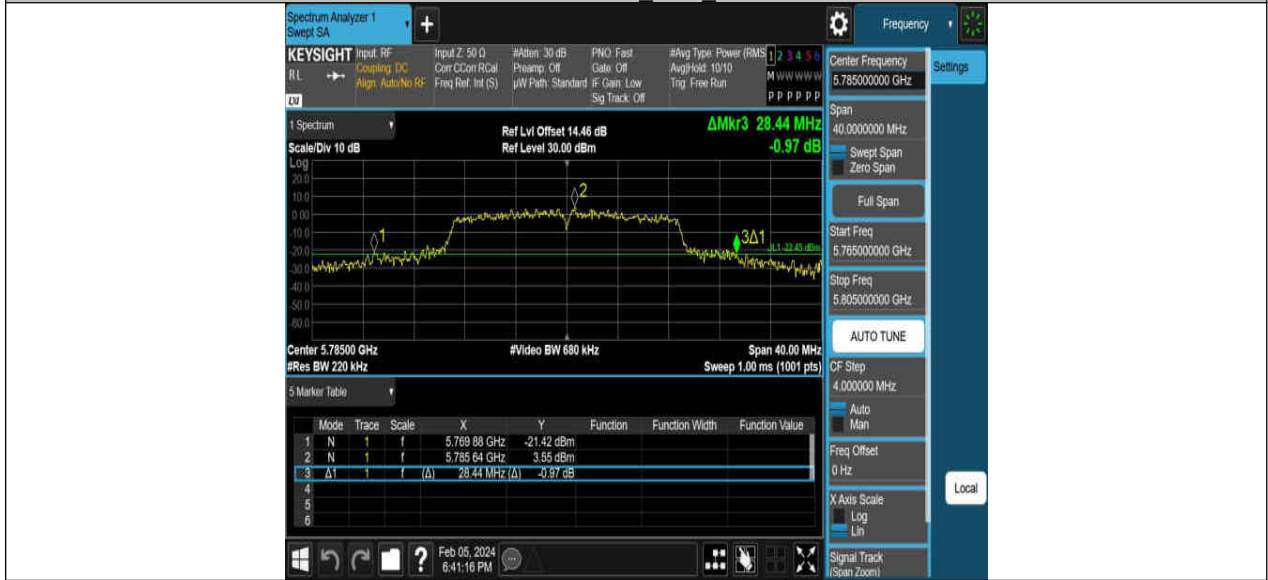 Spectrum Analyzer 1
Swept SA
+
Frequency
KEYSIGHT
RL
LXI
Input: RF
Coupling: DC
Align: Auto/No RF
Input Z: 50 Ω
Corr CCorr RCal
Freq Ref: Int (S)
#Atten: 30 dB
Preamp: Off
µW Path: Standard
PNO: Fast
Gate: Off
IF Gain: Low
Sig Track: Off
#Avg Type: Power (RMS
Avg|Hold: 10/10
Trig: Free Run
1 2 3 4 5 6
M W W W W W
P P P P P P
Center Frequency
5.785000000 GHz
Settings
1 Spectrum
Scale/Div 10 dB
Ref Lvl Offset 14.46 dB
Ref Level 30.00 dBm
ΔMkr3 28.44 MHz
-0.97 dB
Log
20.0
10.0
0.00
-10.0
-20.0
-30.0
-40.0
-50.0
-60.0
1
2
3Δ1
DL1 -22.45 dBm
Center 5.78500 GHz
#Res BW 220 kHz
#Video BW 680 kHz
Span 40.00 MHz
Sweep 1.00 ms (1001 pts)
Span
40.0000000 MHz
Swept Span
Zero Span
Full Span
Start Freq
5.765000000 GHz
Stop Freq
5.805000000 GHz
AUTO TUNE
CF Step
4.000000 MHz
Auto
Man
Freq Offset
0 Hz
X Axis Scale
Log
Lin
Signal Track
(Span Zoom)
Local
5 Marker Table
Mode Trace Scale X Y Function Function Width Function Value
1 N 1 f 5.769 88 GHz -21.42 dBm
2 N 1 f 5.785 64 GHz 3.55 dBm
3 Δ1 1 f (Δ) 28.44 MHz (Δ) -0.97 dB
4
5
6
?
Feb 05, 2024
6:41:16 PM